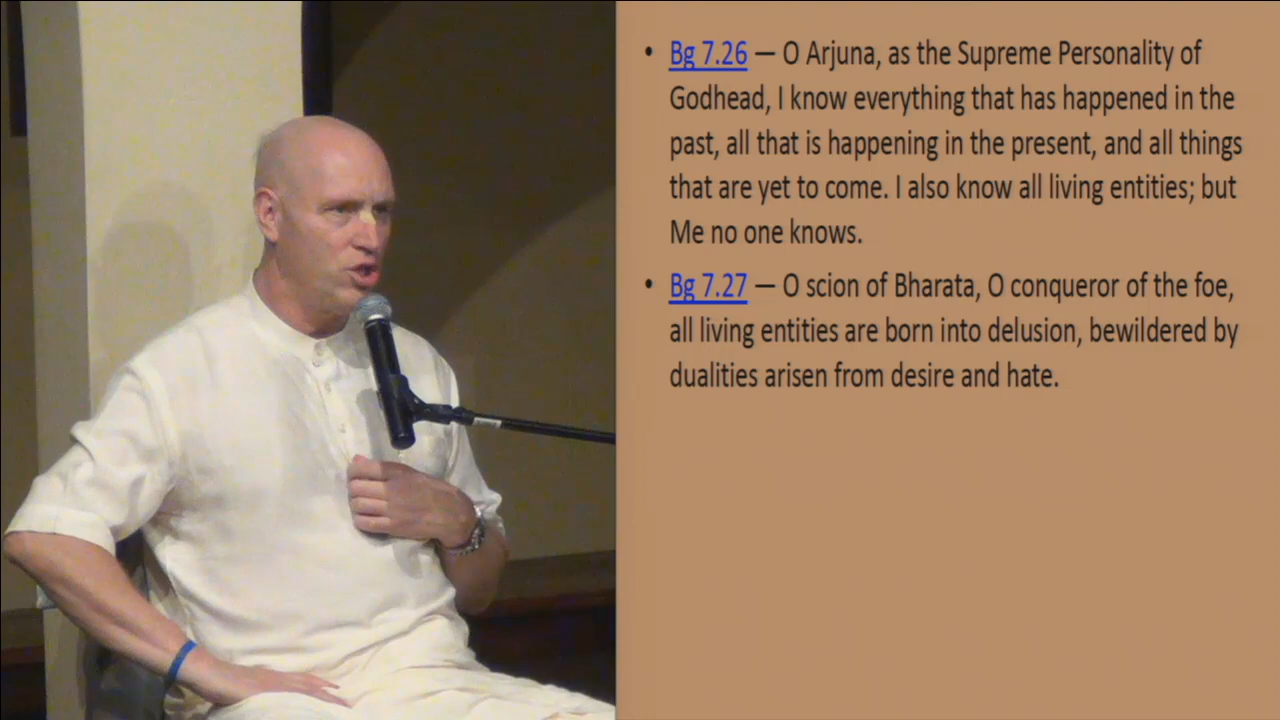 • Bg 7.26 — O Arjuna, as the Supreme Personality of
Godhead, I know everything that has happened in the
past, all that is happening in the present, and all things
that are yet to come. I also know all living entities; but
Me no one knows.
• Bg 7.27 — O scion of Bharata, O conqueror of the foe,
all living entities are born into delusion, bewildered by
dualities arisen from desire and hate.